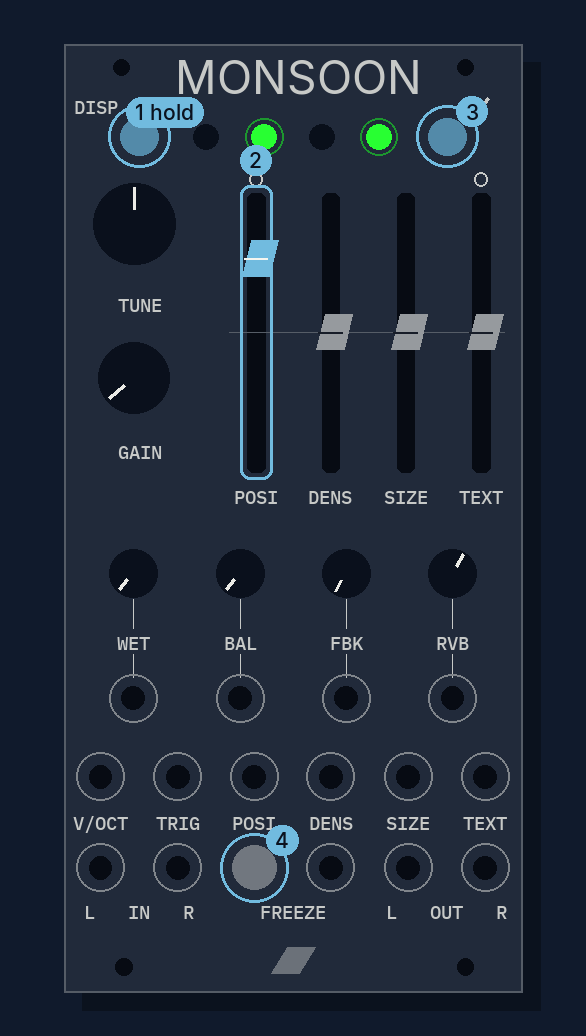 MONSOON
DISP 1 hold 3
2
TUNE
GAIN
POSI DENS SIZE TEXT
WET BAL FBK RVB
V/OCT TRIG POSI DENS SIZE TEXT
4
L IN R FREEZE L OUT R